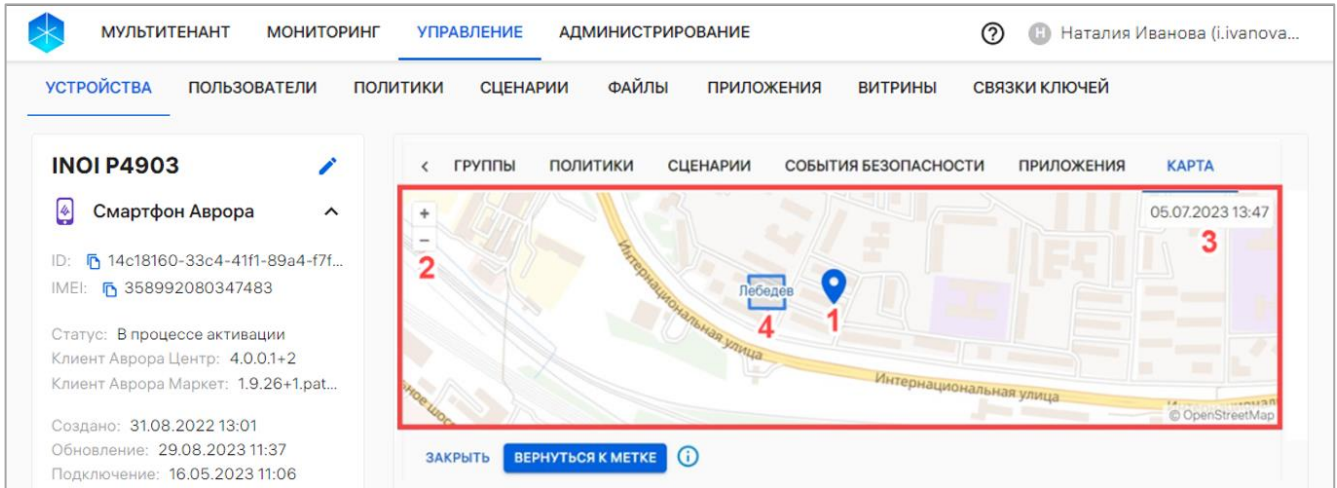 МУЛЬТИТЕНАНТ МОНИТОРИНГ УПРАВЛЕНИЕ АДМИНИСТРИРОВАНИЕ ? Н Наталия Иванова (i.ivanova...
УСТРОЙСТВА ПОЛЬЗОВАТЕЛИ ПОЛИТИКИ СЦЕНАРИИ ФАЙЛЫ ПРИЛОЖЕНИЯ ВИТРИНЫ СВЯЗКИ КЛЮЧЕЙ
INOI P4903
Смартфон Аврора
ID: 14c18160-33c4-41f1-89a4-f7f...
IMEI: 358992080347483
Статус: В процессе активации
Клиент Аврора Центр: 4.0.0.1+2
Клиент Аврора Маркет: 1.9.26+1.pat...
Создано: 31.08.2022 13:01
Обновление: 29.08.2023 11:37
Подключение: 16.05.2023 11:06
< ГРУППЫ ПОЛИТИКИ СЦЕНАРИИ СОБЫТИЯ БЕЗОПАСНОСТИ ПРИЛОЖЕНИЯ КАРТА
+
−
2
05.07.2023 13:47
3
Интернациональная улица
Лебедев
4
1
Интернациональная улица
© OpenStreetMap
ЗАКРЫТЬ ВЕРНУТЬСЯ К МЕТКЕ i